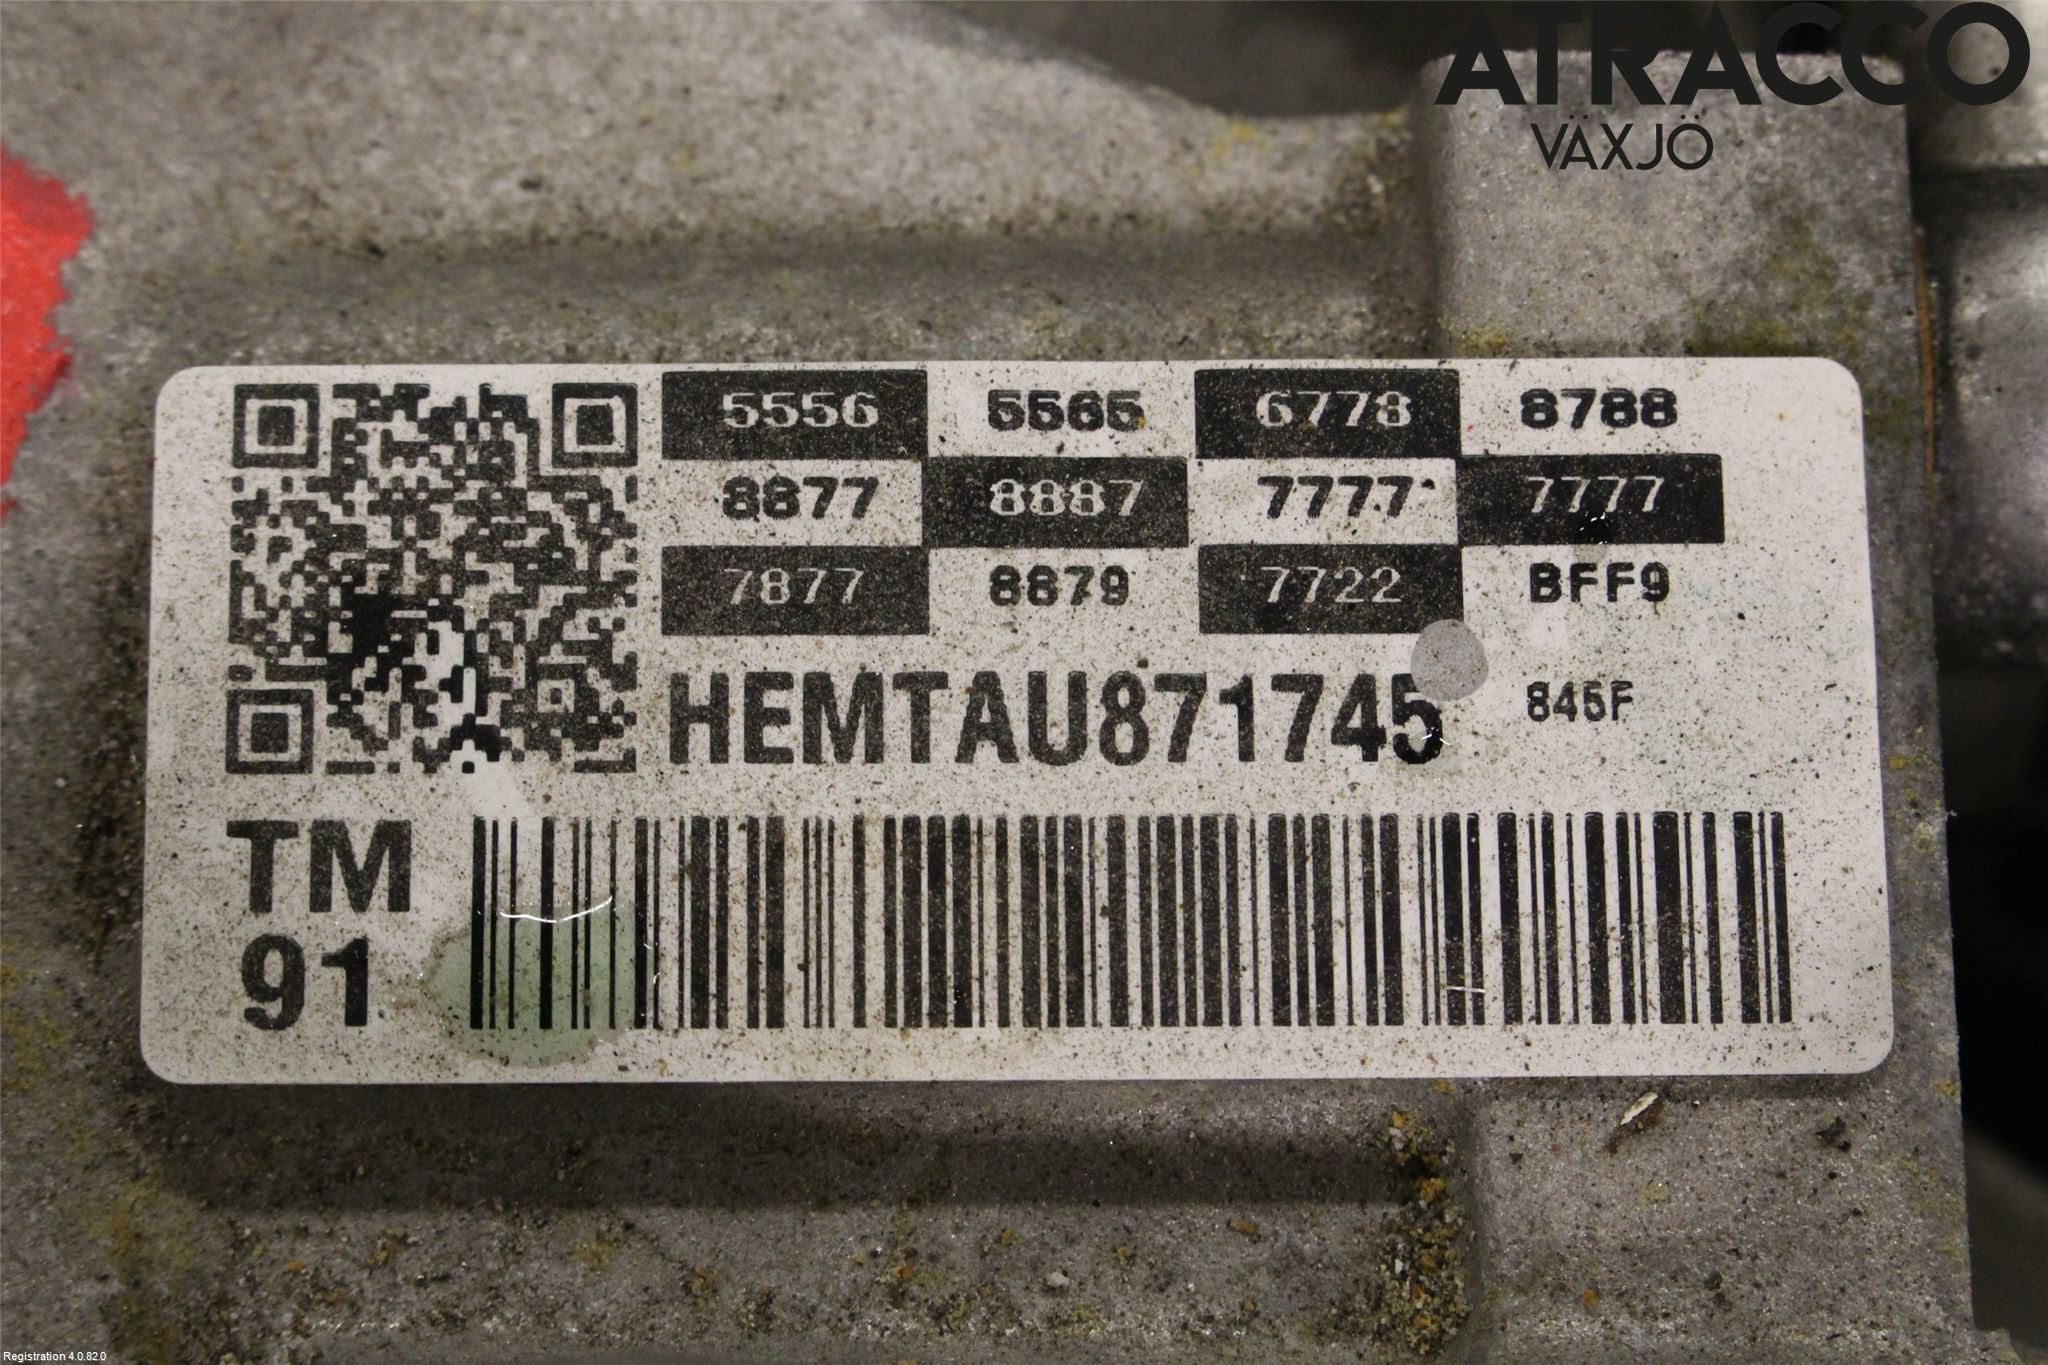 ATRACCO
VÄXJÖ
5556 5565 6778 8788
8877 8887 7777 7777
7877 8879 7722 BFF9
HEMTAU871745 845F
TM
91
Registration 4.0.82.0